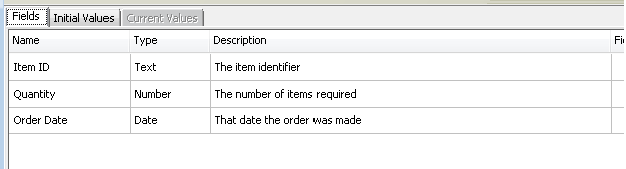 Fields Initial Values Current Values
Name Type Description Fi
Item ID Text The item identifier
Quantity Number The number of items required
Order Date Date That date the order was made